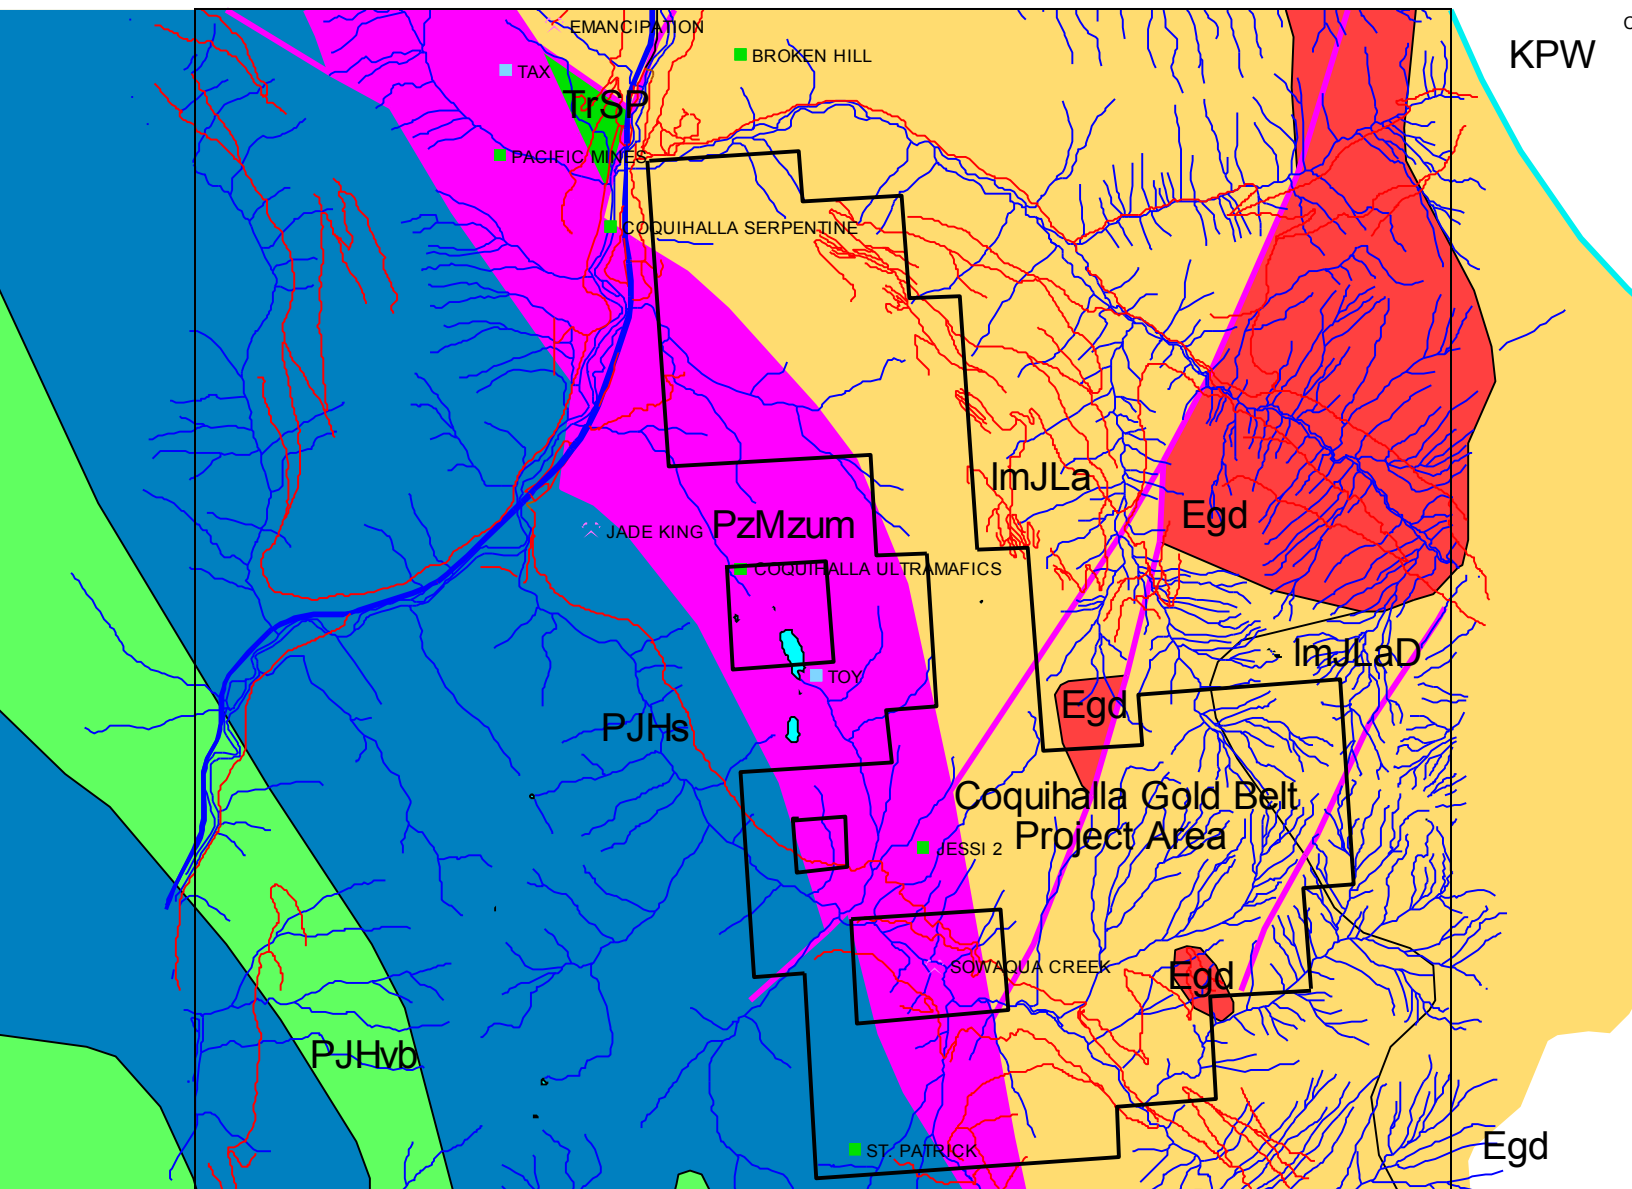 EMANCIPATION
KPW
BROKEN HILL
TAX
TrSP
PACIFIC MINES
COQUIHALLA SERPENTINE
lmJLa
Egd
JADE KING
PzMzum
COQUIHALLA ULTRAMAFICS
lmJLaD
TOY
Egd
PJHs
Coquihalla Gold Belt
Project Area
JESSI 2
SOWAQUA CREEK
Egd
PJHvb
ST. PATRICK
Egd